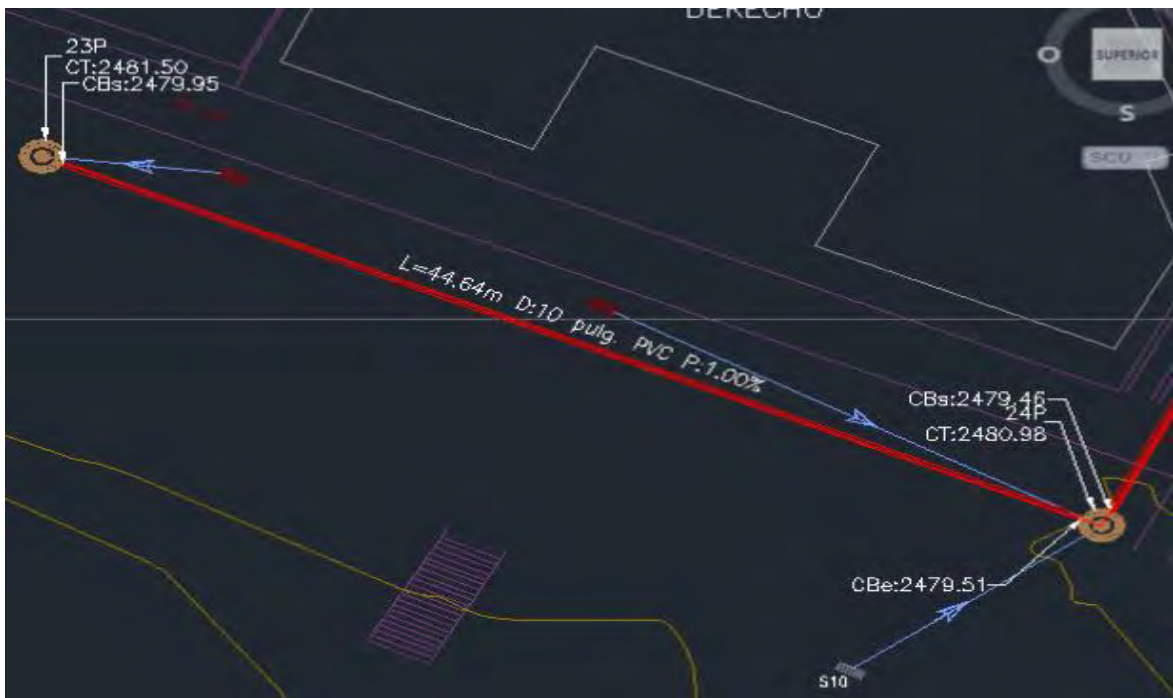 DERECHO
23P
CT:2481.50
CBs:2479.95
SUPERIOR
O
S
SCU
L=44.64m D:10 pulg. PVC P:1.00%
CBs:2479.46
24P
CT:2480.98
CBe:2479.51
S10